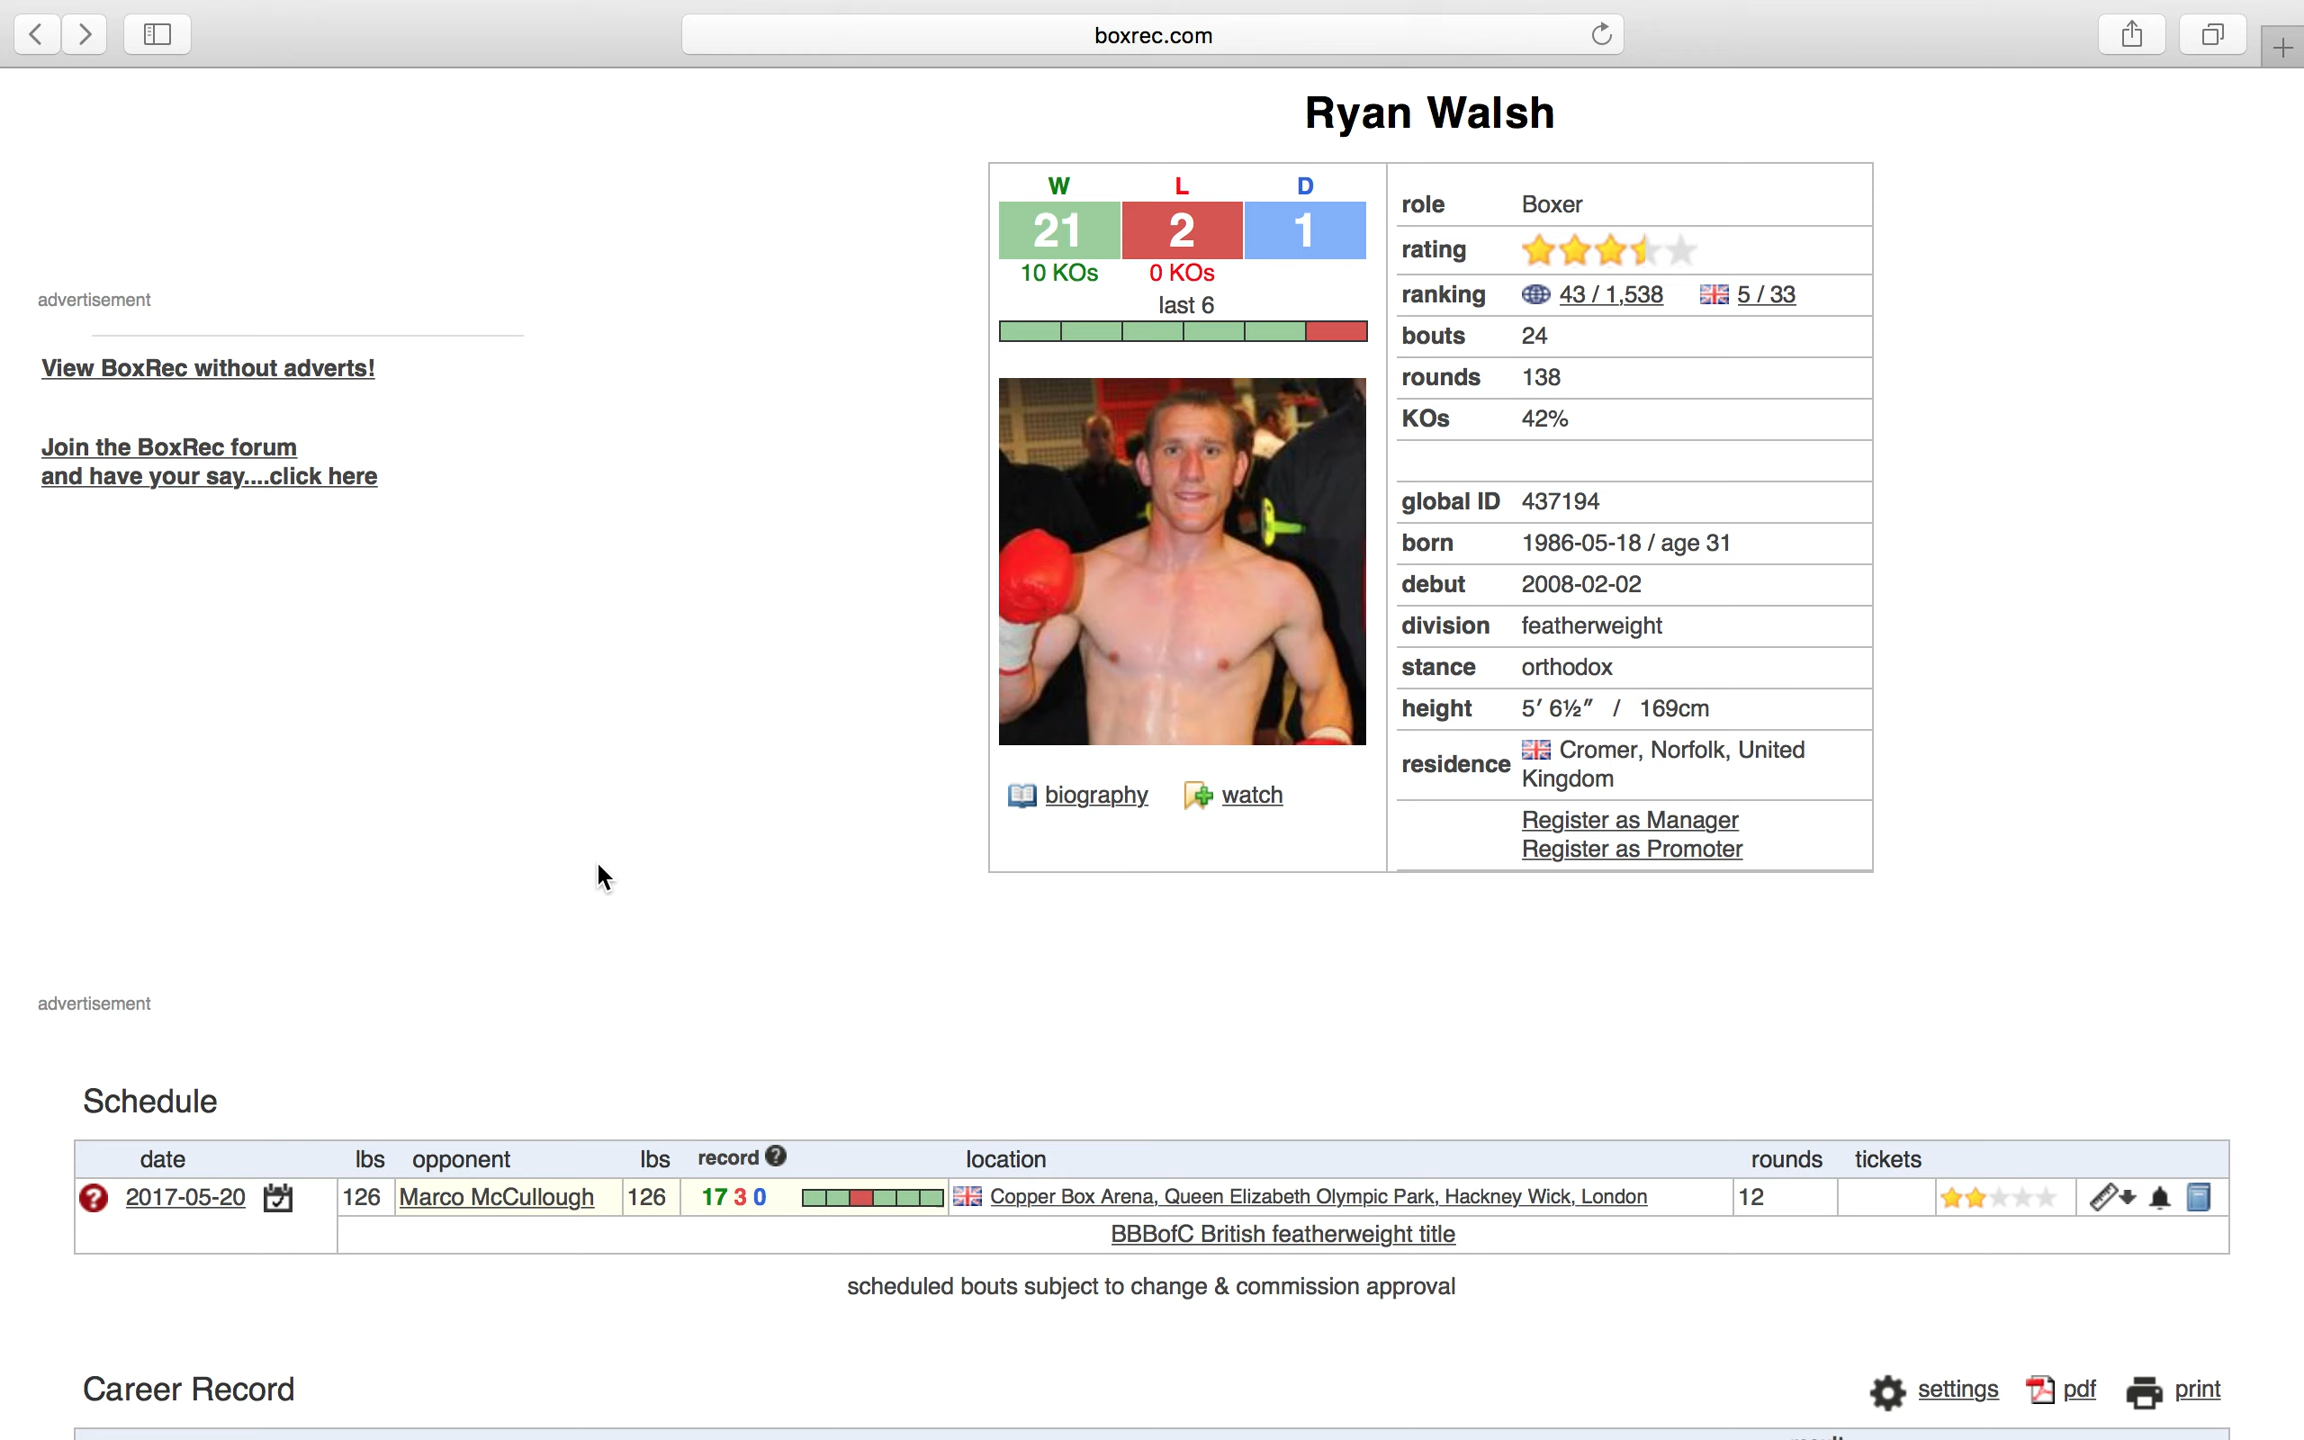 boxrec.com
Ryan Walsh
W L D
21 2 1
10 KOs 0 KOs
last 6
role Boxer
rating
ranking 43 / 1,538 5 / 33
bouts 24
rounds 138
KOs 42%
global ID 437194
born 1986-05-18 / age 31
debut 2008-02-02
division featherweight
stance orthodox
height 5′ 6½″ / 169cm
residence Cromer, Norfolk, United
Kingdom
Register as Manager
Register as Promoter
biography watch
advertisement
View BoxRec without adverts!
Join the BoxRec forum
and have your say....click here
advertisement
Schedule
date lbs opponent lbs record ? location rounds tickets
? 2017-05-20 126 Marco McCullough 126 17 3 0 Copper Box Arena, Queen Elizabeth Olympic Park, Hackney Wick, London 12
BBBofC British featherweight title
scheduled bouts subject to change & commission approval
Career Record settings pdf print